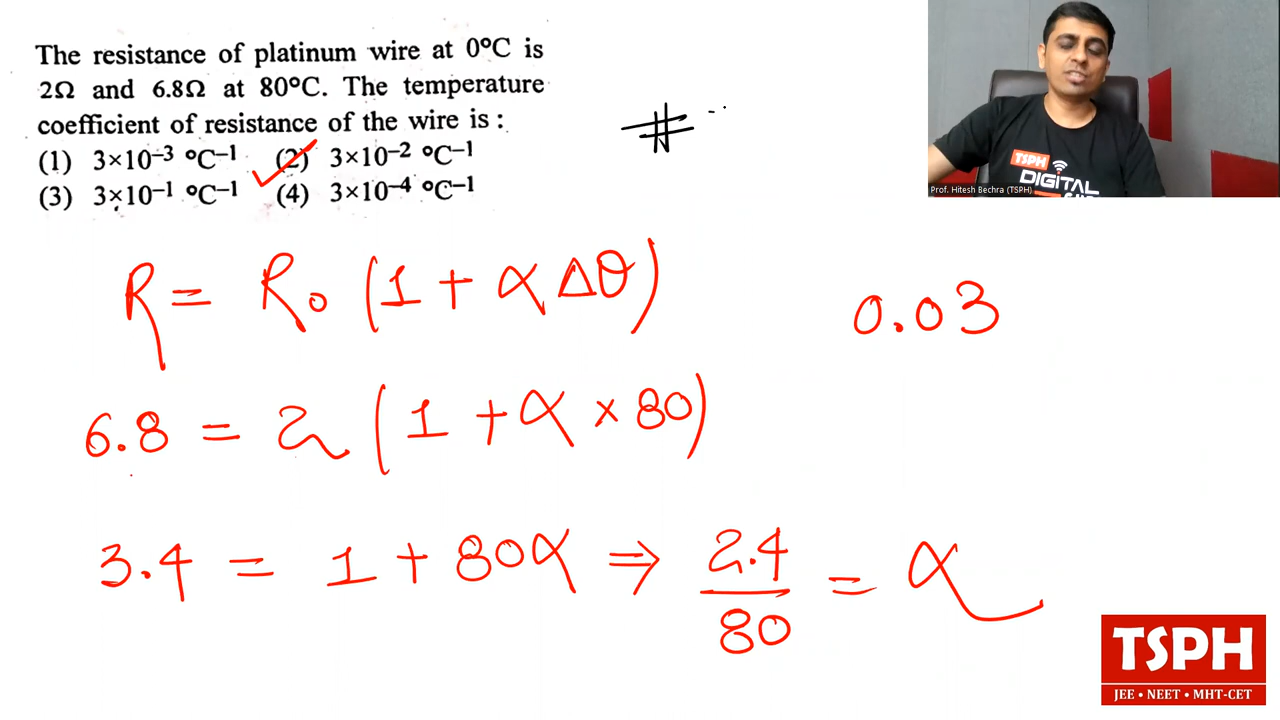 The resistance of platinum wire at 0°C is
2Ω and 6.8Ω at 80°C. The temperature
coefficient of resistance of the wire is :
(1) 3×10⁻³ °C⁻¹ (2) 3×10⁻² °C⁻¹
(3) 3×10⁻¹ °C⁻¹ (4) 3×10⁻⁴ °C⁻¹
#
TSPH
DIGITAL
Prof. Hitesh Bechra (TSPH)
R = R₀ (1 + α Δθ)
0.03
6.8 = 2 (1 + α × 80)
3.4 = 1 + 80α ⇒ 2.4/80 = α
TSPH
JEE • NEET • MHT-CET